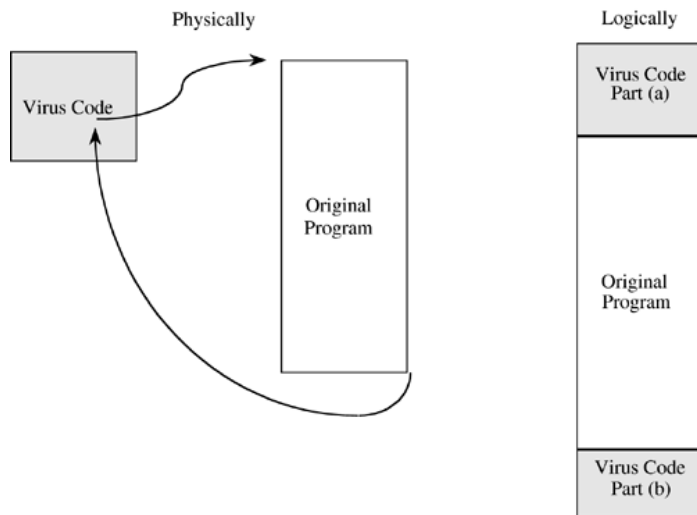 Physically
Virus Code
Original
Program
Logically
Virus Code
Part (a)
Original
Program
Virus Code
Part (b)